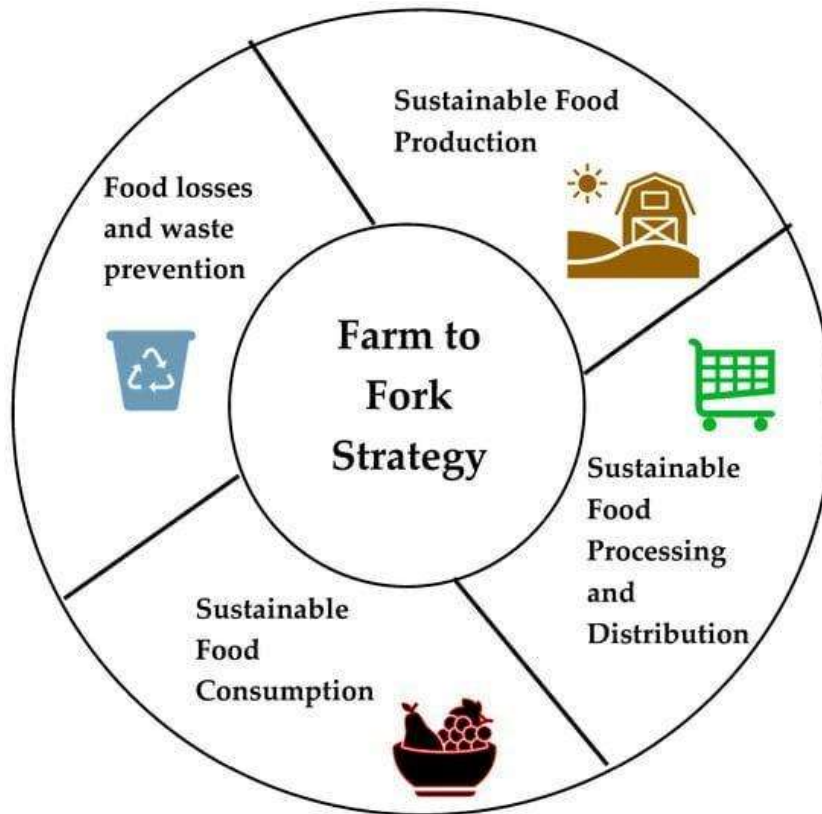 Farm to
Fork
Strategy
Sustainable Food
Production
Sustainable
Food
Processing
and
Distribution
Sustainable
Food
Consumption
Food losses
and waste
prevention